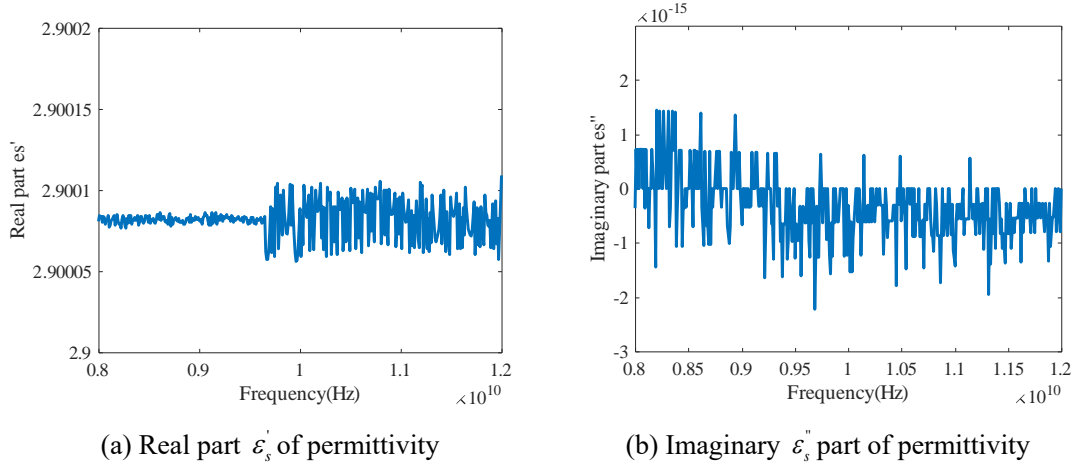 2.9002
2.90015
2.9001
2.90005
2.9
Real part es'
0.8 0.9 1 1.1 1.2
Frequency(Hz)
×10^10
(a) Real part ε_s' of permittivity
×10^-15
2
1
0
-1
-2
-3
Imaginary part es"
0.8 0.85 0.9 0.95 1 1.05 1.1 1.15 1.2
Frequency(Hz)
×10^10
(b) Imaginary ε_s" part of permittivity